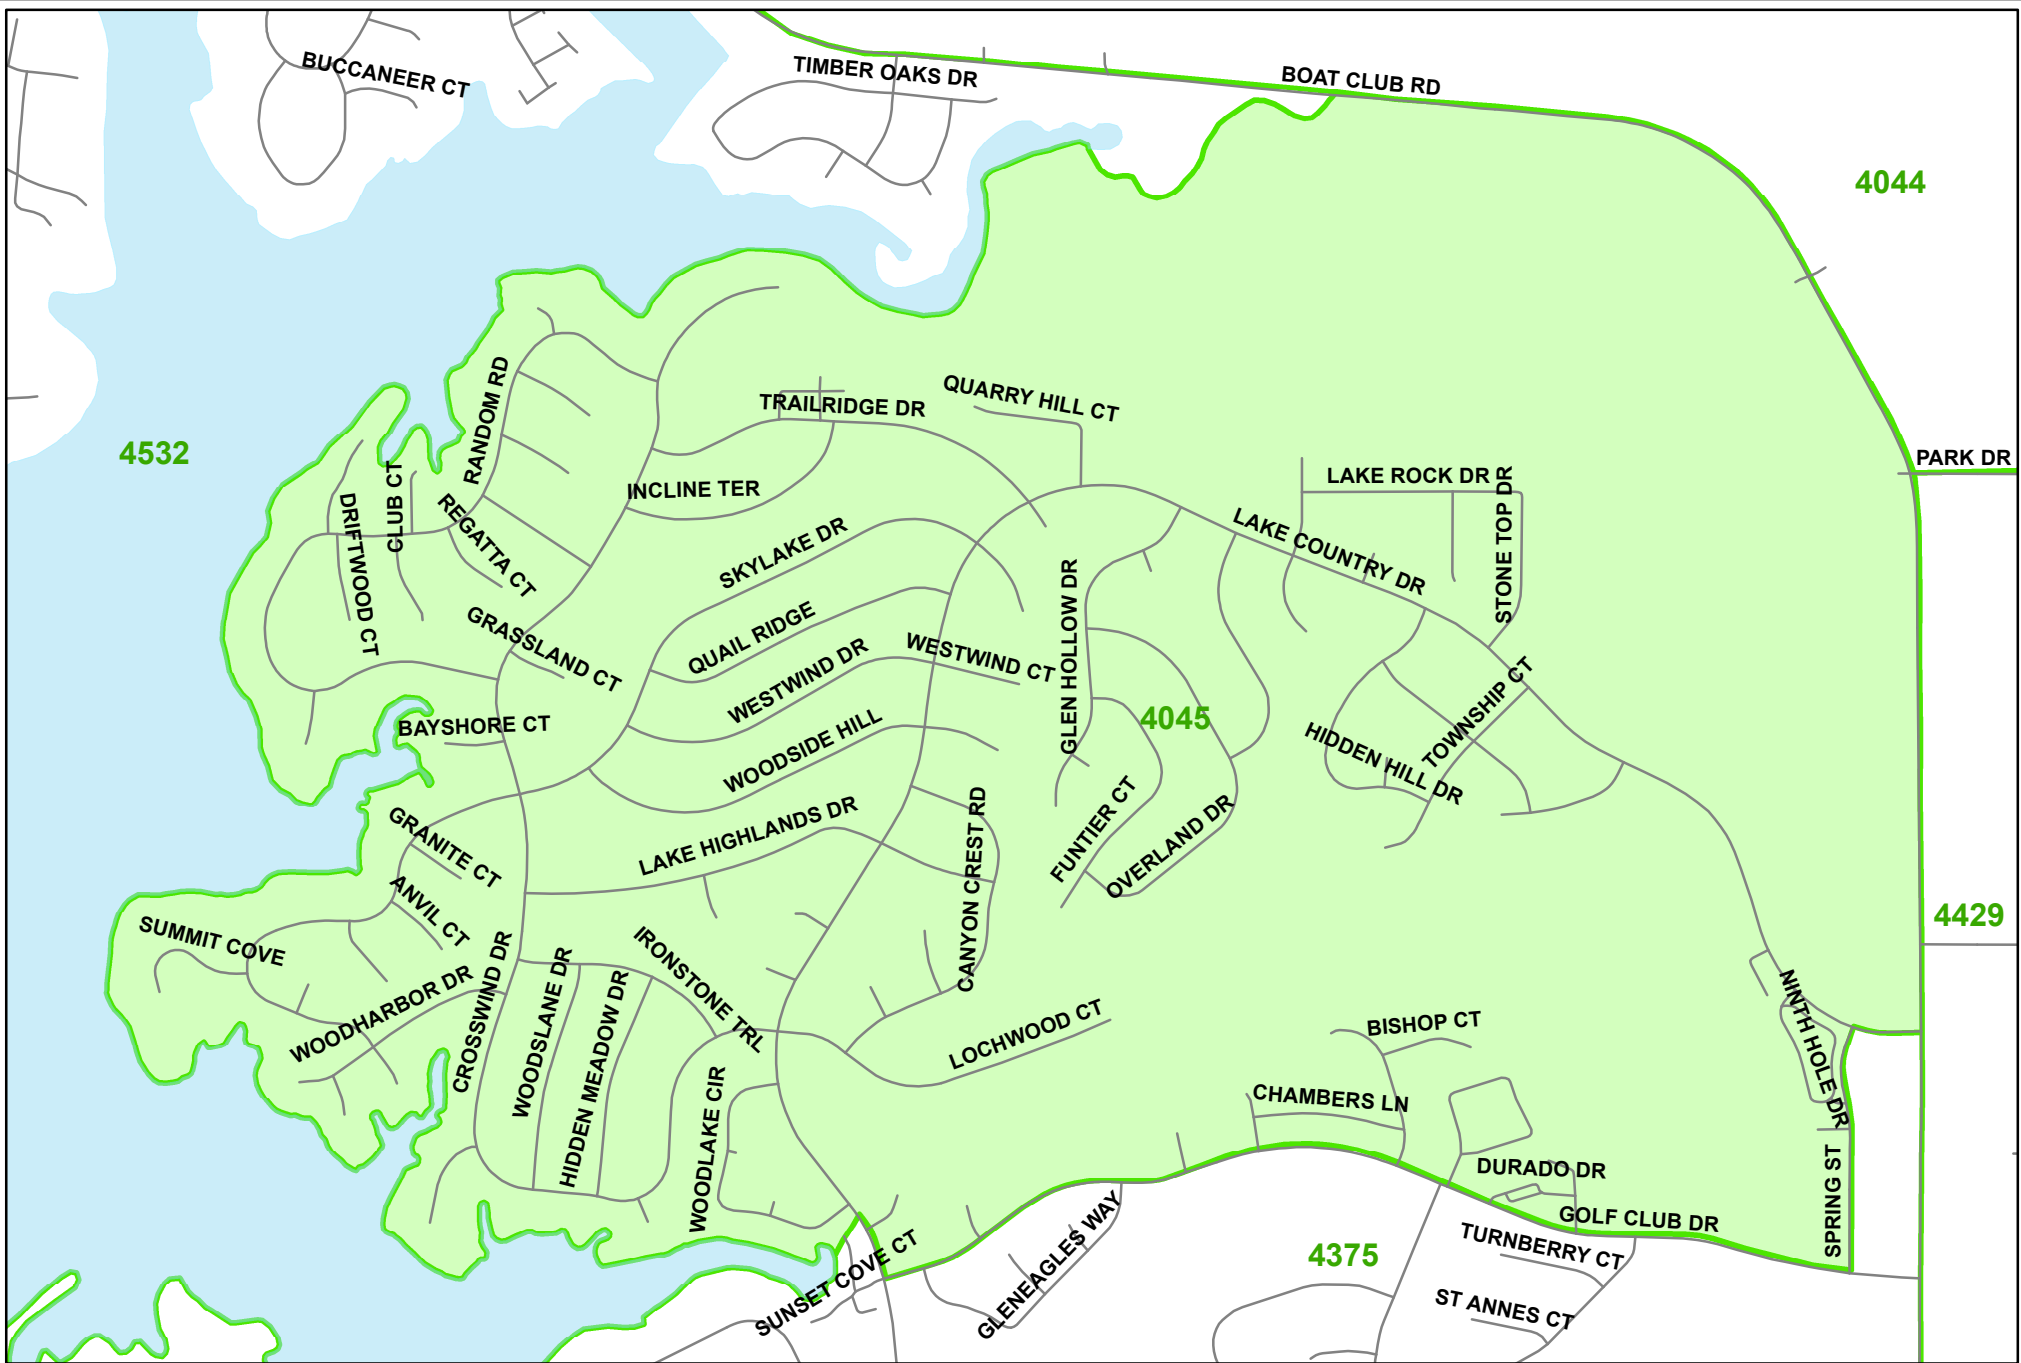 BUCCANEER CT
TIMBER OAKS DR
BOAT CLUB RD
4044
RANDOM RD
TRAILRIDGE DR
QUARRY HILL CT
4532
PARK DR
CLUB CT
INCLINE TER
LAKE ROCK DR
STONE TOP DR
DRIFTWOOD CT
REGATTA CT
SKYLAKE DR
LAKE COUNTRY DR
GRASSLAND CT
QUAIL RIDGE
WESTWIND DR
WESTWIND CT
GLEN HOLLOW DR
4045
TOWNSHIP CT
BAYSHORE CT
WOODSIDE HILL
HIDDEN HILL DR
GRANITE CT
LAKE HIGHLANDS DR
CANYON CREST RD
FUNTIER CT
OVERLAND DR
ANVIL CT
4429
SUMMIT COVE
WOODHARBOR DR
CROSSWIND DR
WOODSLANE DR
HIDDEN MEADOW DR
IRONSTONE TRL
LOCHWOOD CT
BISHOP CT
NINTH HOLE DR
WOODLAKE CIR
CHAMBERS LN
DURADO DR
SPRING ST
GOLF CLUB DR
SUNSET COVE CT
GLENEAGLES WAY
4375
TURNBERRY CT
ST ANNES CT